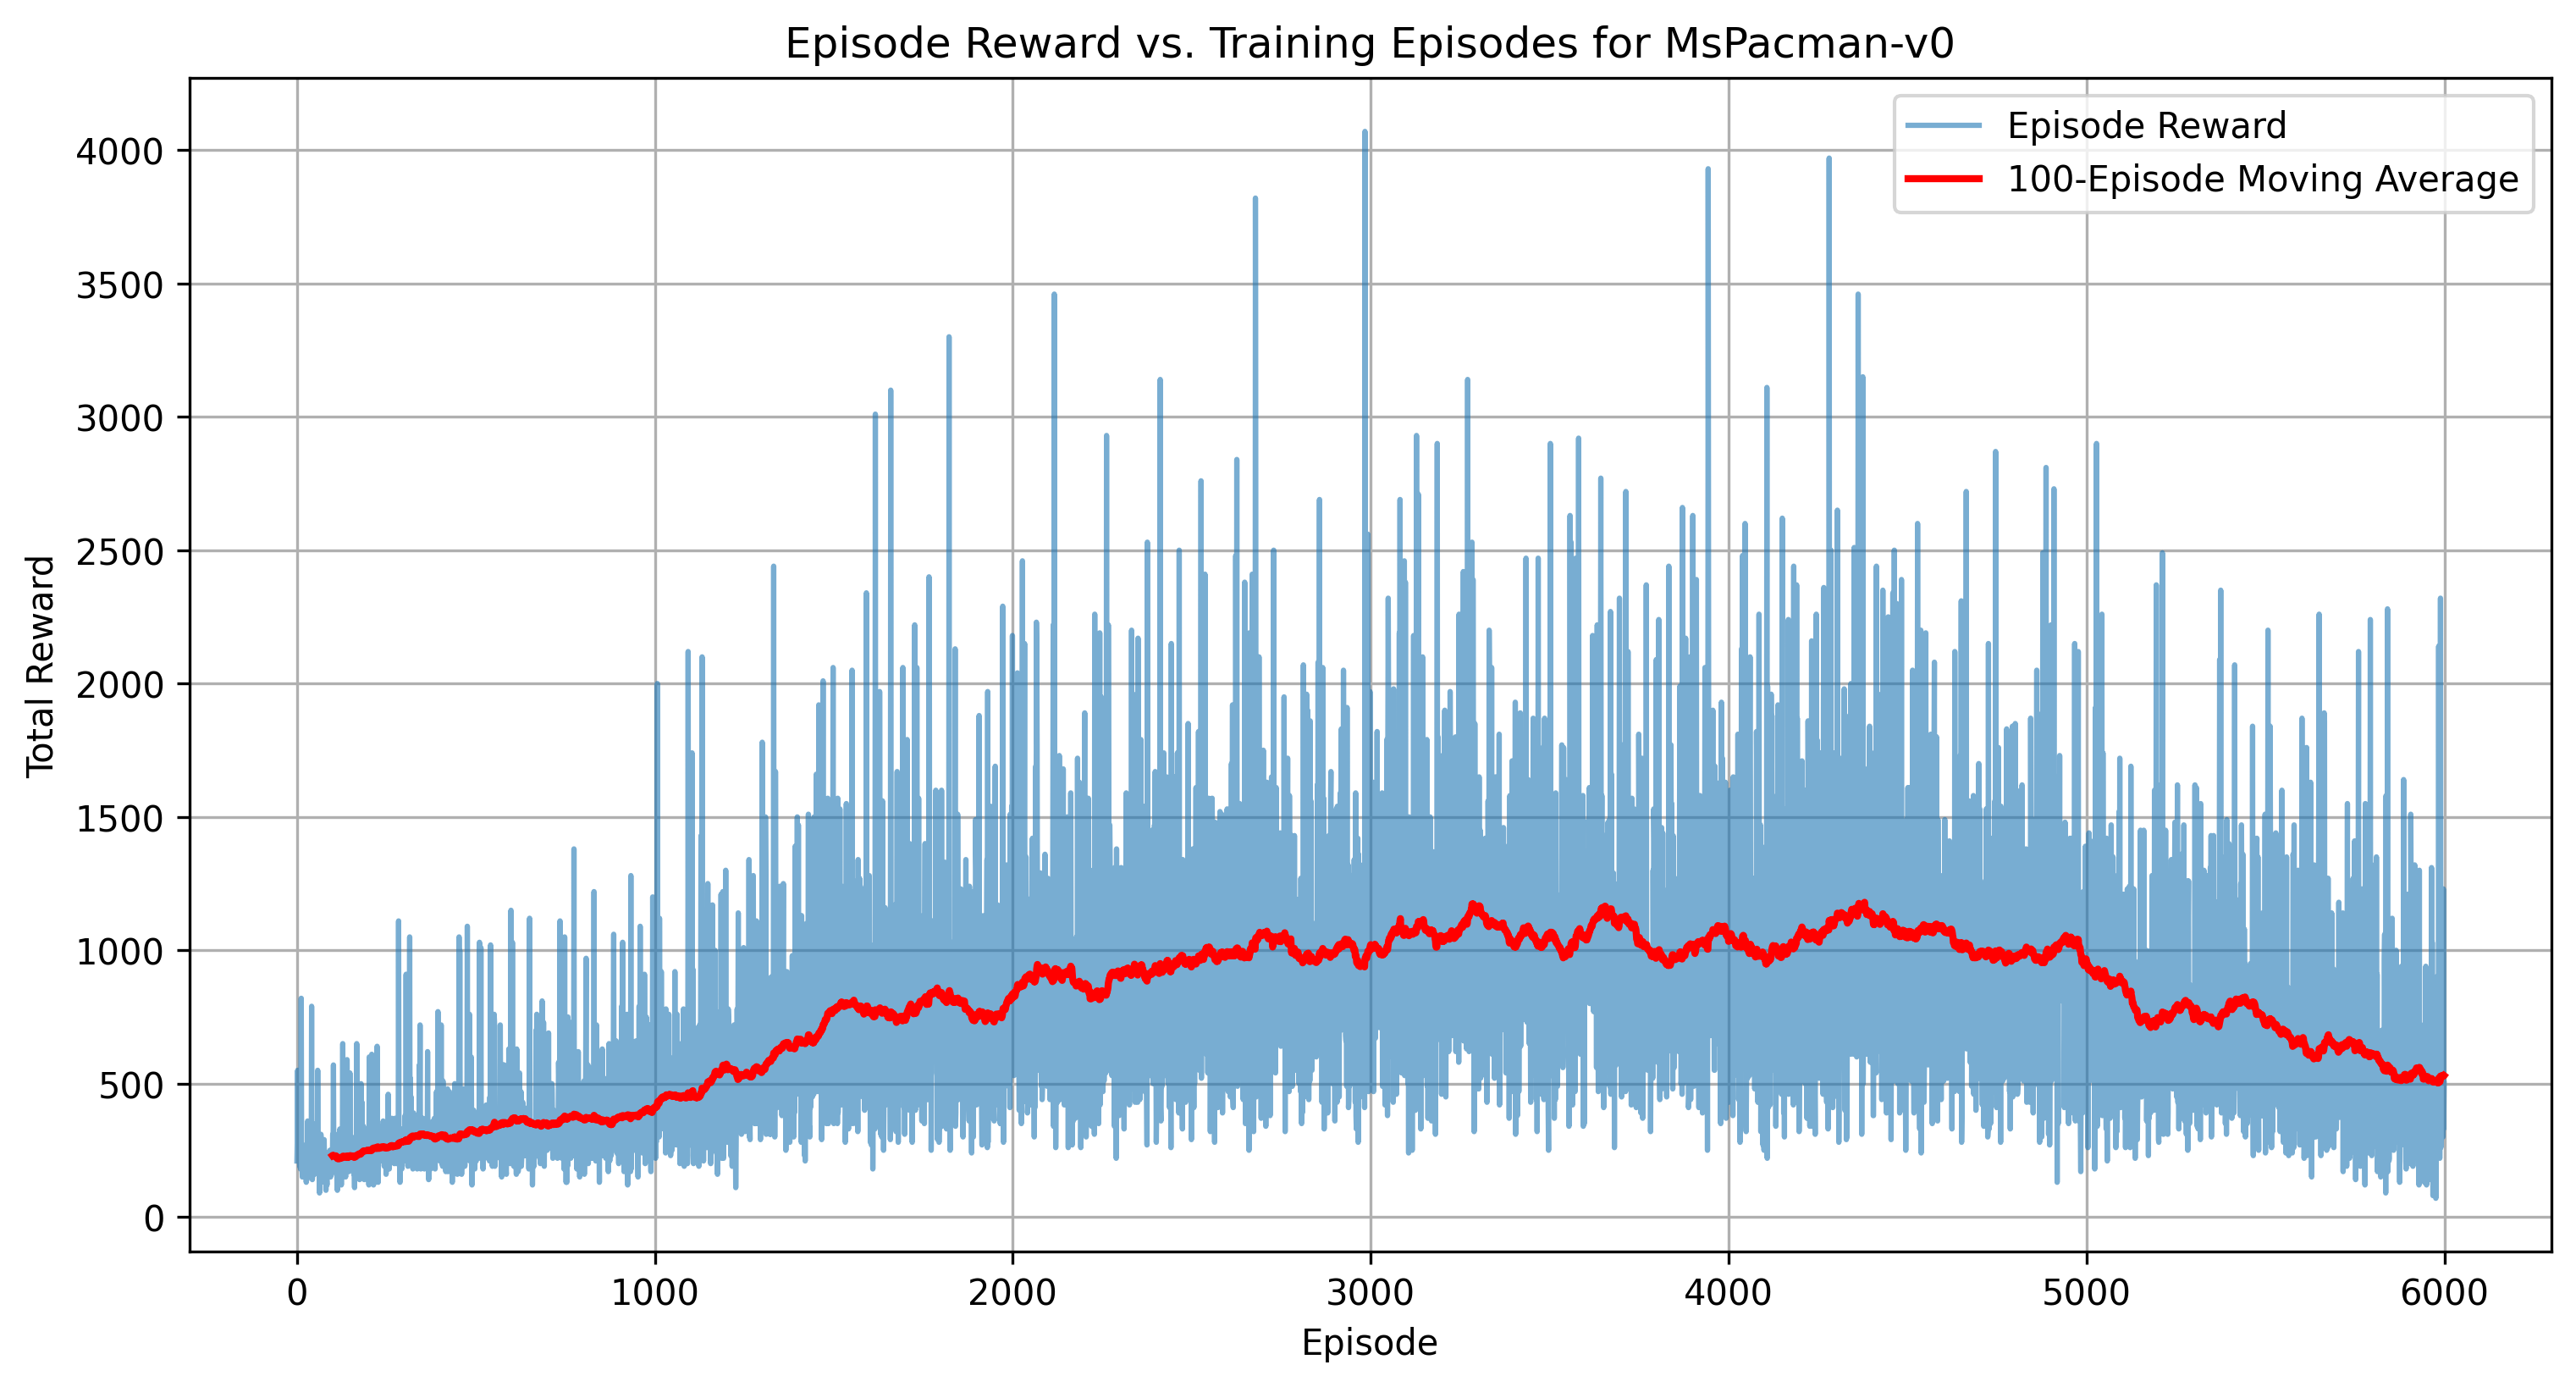 Episode Reward vs. Training Episodes for MsPacman-v0
Episode Reward
100-Episode Moving Average
Total Reward
4000
3500
3000
2500
2000
1500
1000
500
0
0 1000 2000 3000 4000 5000 6000
Episode